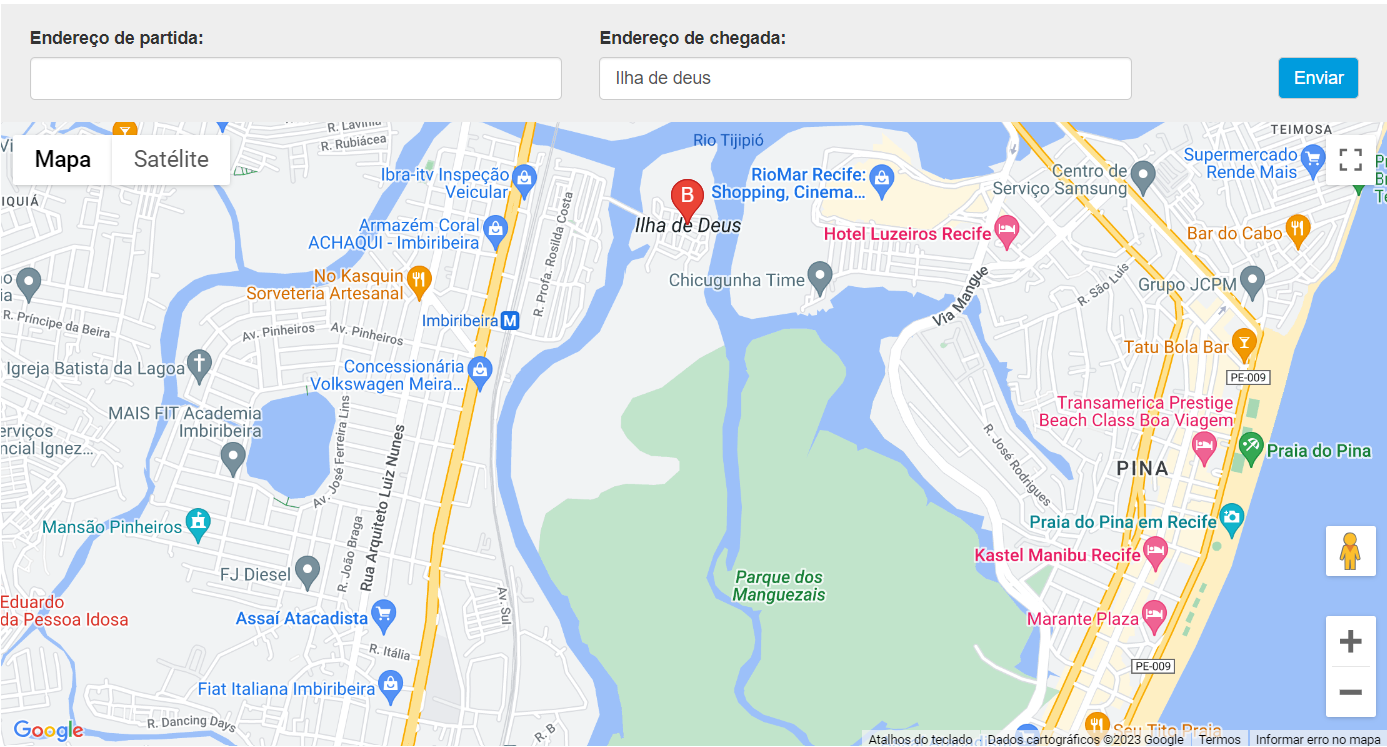 Endereço de partida:
Endereço de chegada:
Ilha de deus
Enviar
Mapa
Satélite
R. Lavínia
R. Rubiácea
Rio Tijipió
TEIMOSA
Ibra-itv Inspeção
Veicular
RioMar Recife:
Shopping, Cinema...
Centro de
Serviço Samsung
Supermercado
Rende Mais
IQUIÁ
B
Ilha de Deus
R. Profa. Rosilda Costa
Armazém Coral
ACHAQUI - Imbiribeira
Hotel Luzeiros Recife
Bar do Cabo
No Kasquin
Sorveteria Artesanal
Chicugunha Time
Via Mangue
R. São Luís
Grupo JCPM
R. Príncipe da Beira
Av. Pinheiros
Av. Pinheiros
Imbiribeira
M
Igreja Batista da Lagoa
Concessionária
Volkswagen Meira...
Tatu Bola Bar
PE-009
MAIS FIT Academia
Imbiribeira
Transamerica Prestige
Beach Class Boa Viagem
erviços
ncial Ignez...
Av. José Ferreira Lins
Rua Arquiteto Luiz Nunes
R. José Rodrigues
PINA
Praia do Pina
Mansão Pinheiros
R. João Braga
Praia do Pina em Recife
FJ Diesel
Kastel Manibu Recife
Parque dos
Manguezais
Eduardo
da Pessoa Idosa
Assaí Atacadista
Av. Sul
Marante Plaza
R. Itália
PE-009
Fiat Italiana Imbiribeira
R. Dancing Days
R. B
Seu Tito Praia
Google
Atalhos do teclado
Dados cartográficos ©2023 Google
Termos
Informar erro no mapa